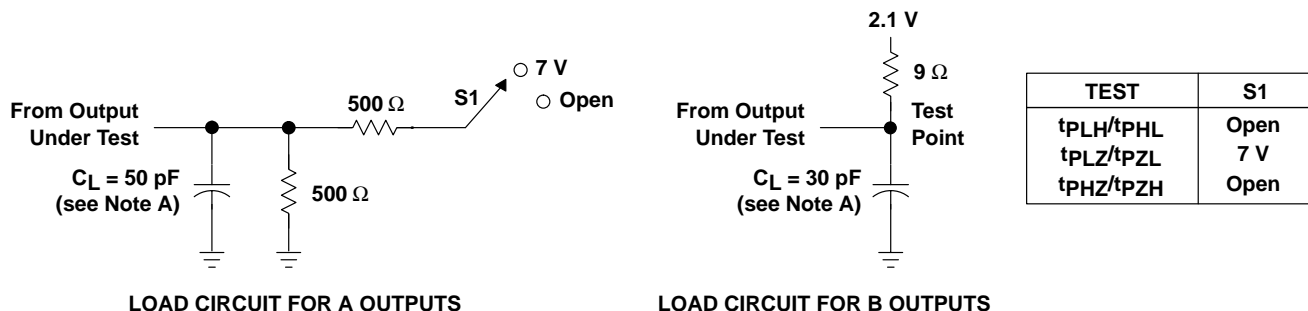 7 V
Open
S1
500 Ω
From Output
Under Test
CL = 50 pF
(see Note A)
500 Ω
LOAD CIRCUIT FOR A OUTPUTS
2.1 V
9 Ω
From Output
Under Test
Test
Point
CL = 30 pF
(see Note A)
LOAD CIRCUIT FOR B OUTPUTS
TEST S1
tPLH/tPHL Open
tPLZ/tPZL 7 V
tPHZ/tPZH Open